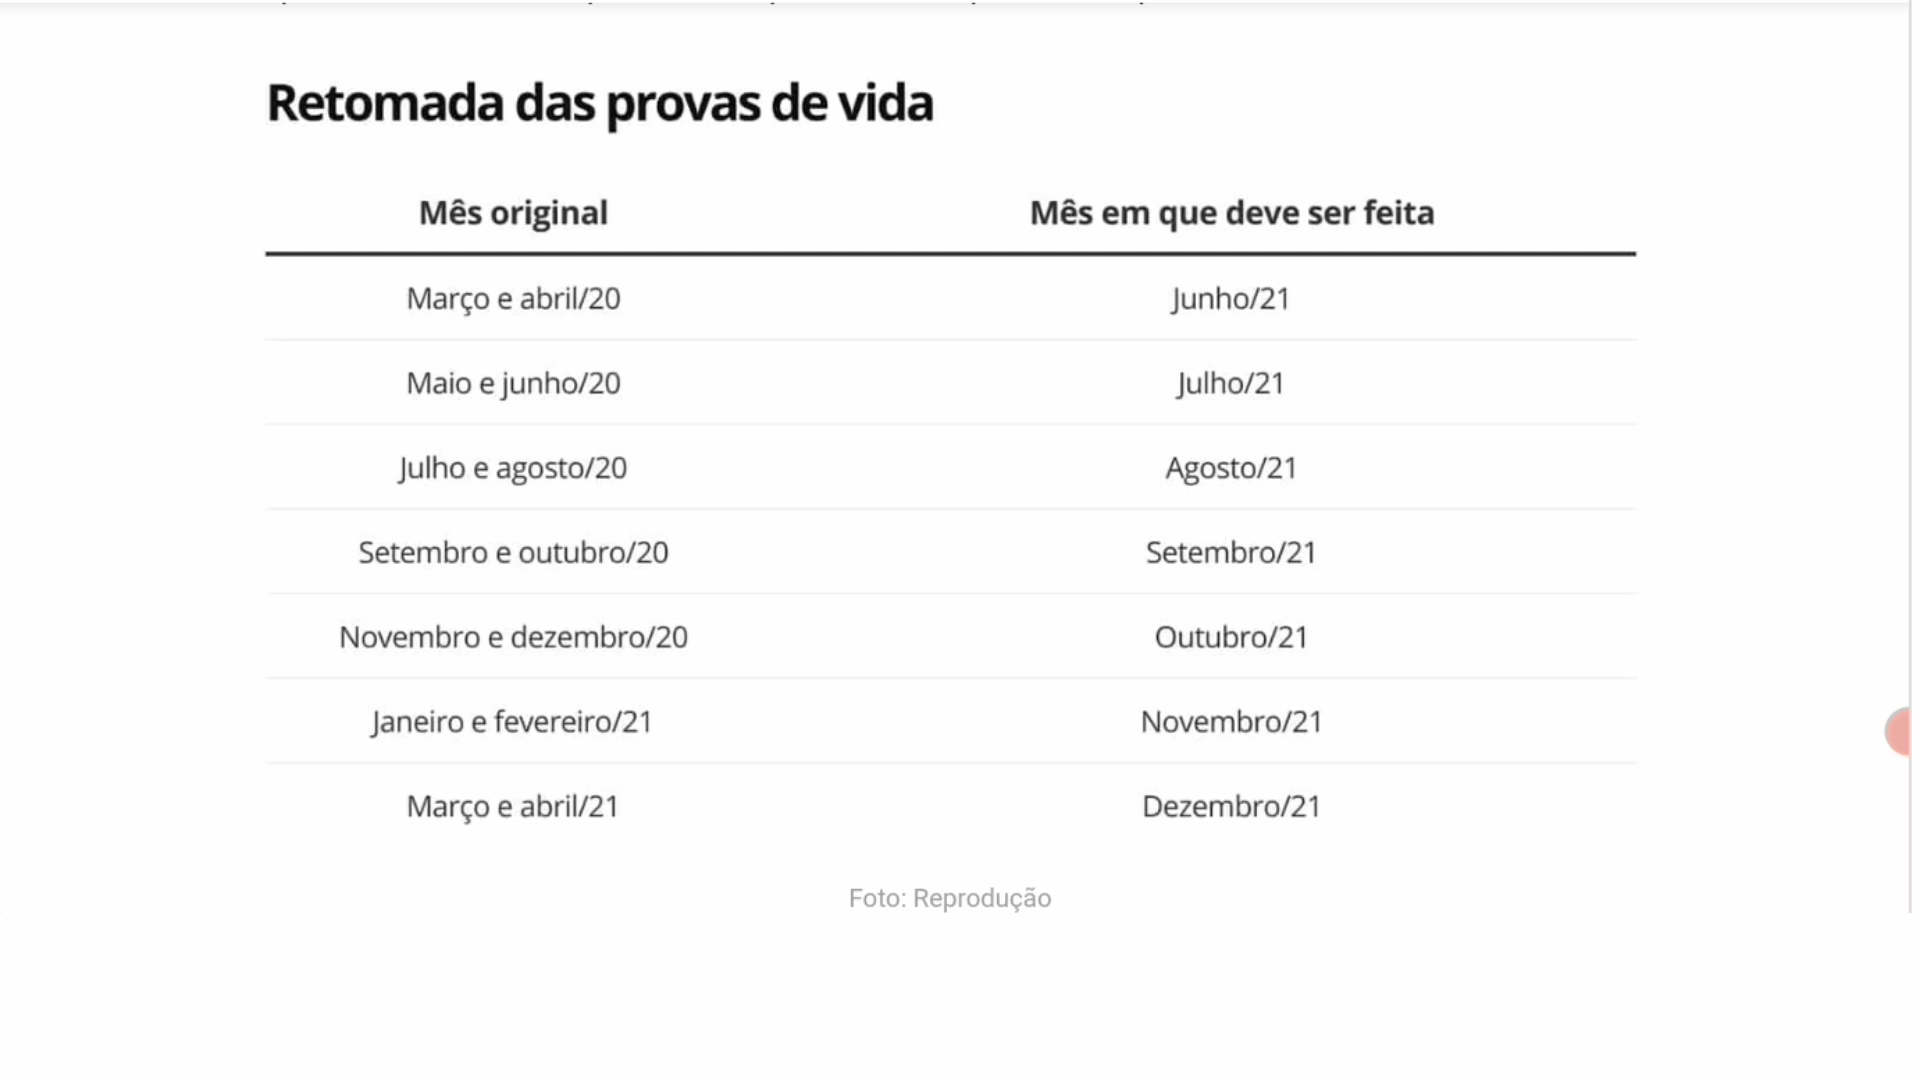 Retomada das provas de vida
Mês original Mês em que deve ser feita
Março e abril/20 Junho/21
Maio e junho/20 Julho/21
Julho e agosto/20 Agosto/21
Setembro e outubro/20 Setembro/21
Novembro e dezembro/20 Outubro/21
Janeiro e fevereiro/21 Novembro/21
Março e abril/21 Dezembro/21
Foto: Reprodução